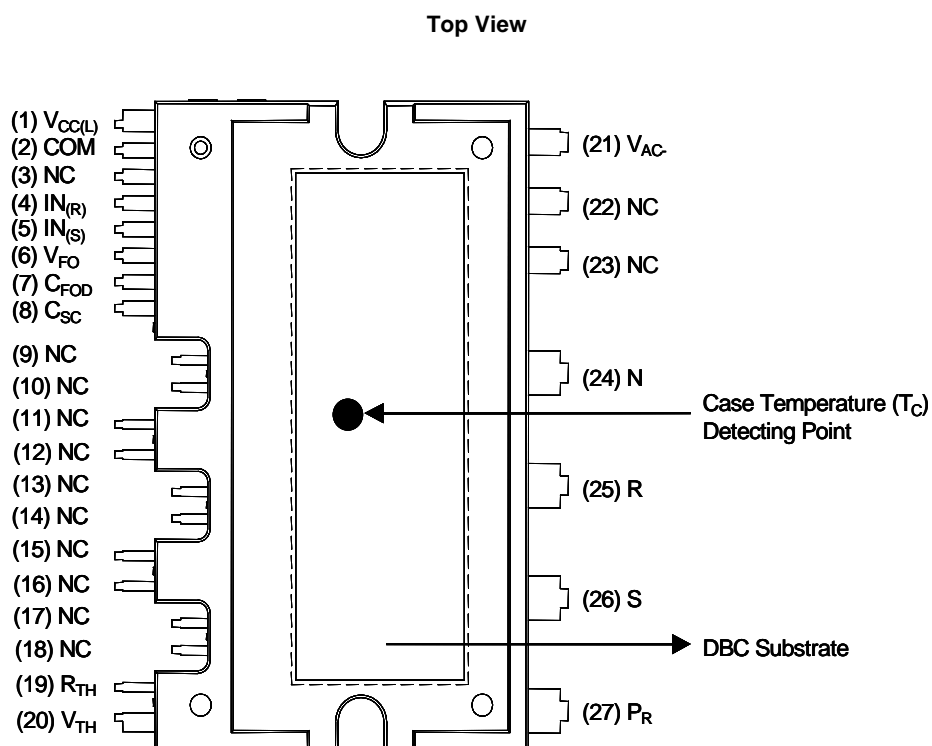 Top View
(1) VCC(L)
(2) COM
(3) NC
(4) IN(R)
(5) IN(S)
(6) VFO
(7) CFOD
(8) CSC
(9) NC
(10) NC
(11) NC
(12) NC
(13) NC
(14) NC
(15) NC
(16) NC
(17) NC
(18) NC
(19) RTH
(20) VTH
(21) VAC-
(22) NC
(23) NC
(24) N
(25) R
(26) S
(27) PR
Case Temperature (TC)
Detecting Point
DBC Substrate